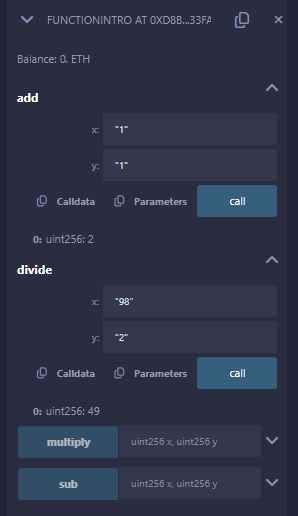 FUNCTIONINTRO AT 0XD8B...33FA
Balance: 0. ETH
add
x: "1"
y: "1"
Calldata Parameters call
0: uint256: 2
divide
x: "98"
y: "2"
Calldata Parameters call
0: uint256: 49
multiply uint256 x, uint256 y
sub uint256 x, uint256 y